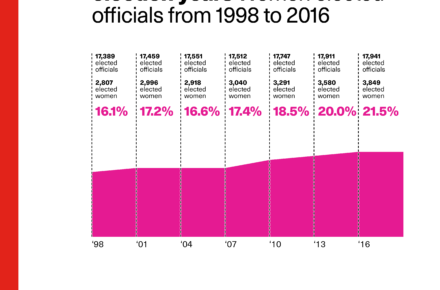 officials from 1998 to 2016
17,389 17,459 17,551 17,512 17,747 17,911 17,941
elected elected elected elected elected elected elected
officials officials officials officials officials officials officials
2,807 2,996 2,918 3,040 3,291 3,580 3,849
elected elected elected elected elected elected elected
women women women women women women women
16.1% 17.2% 16.6% 17.4% 18.5% 20.0% 21.5%
'98 '01 '04 '07 '10 '13 '16